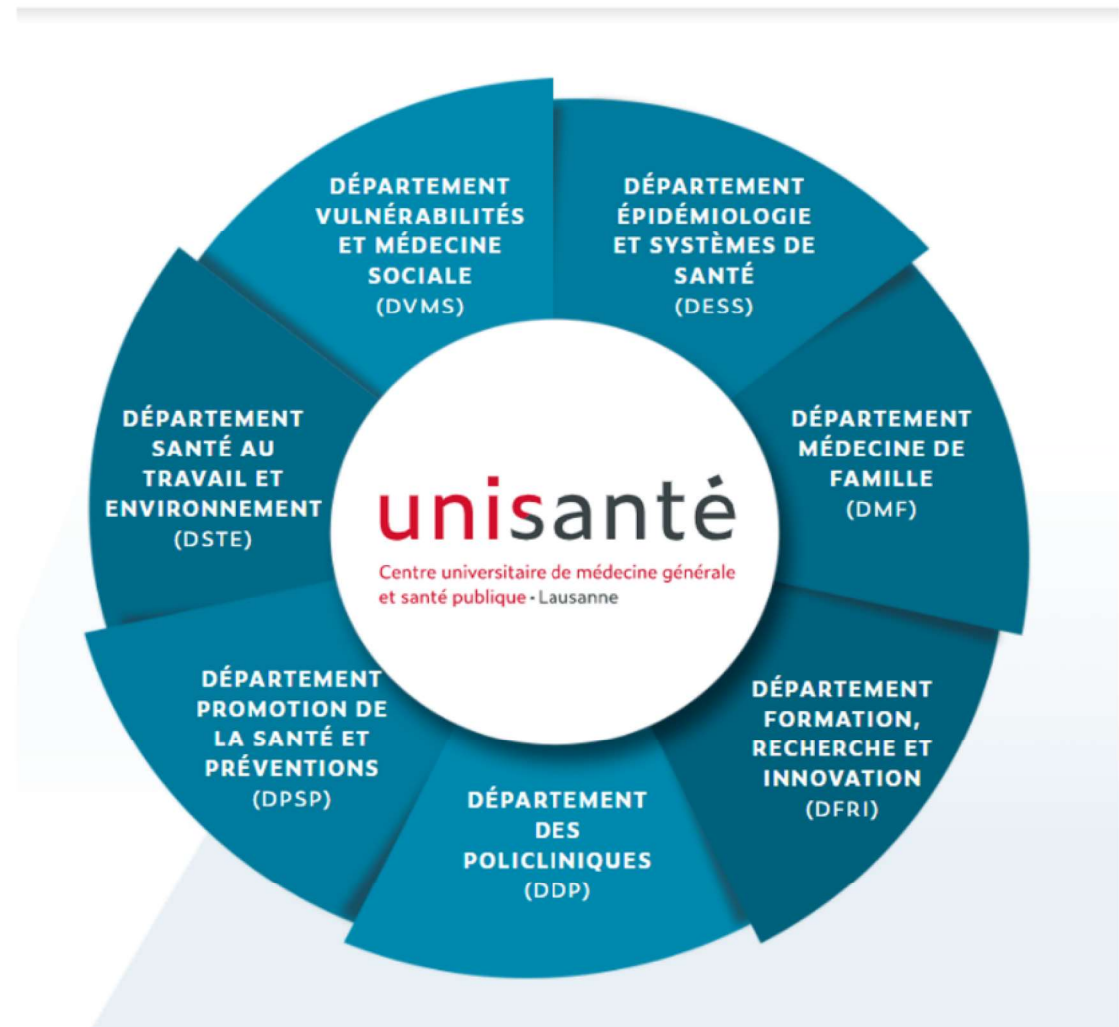 DÉPARTEMENT
VULNÉRABILITÉS
ET MÉDECINE
SOCIALE
(DVMS)
DÉPARTEMENT
ÉPIDÉMIOLOGIE
ET SYSTÈMES DE
SANTÉ
(DESS)
DÉPARTEMENT
MÉDECINE DE
FAMILLE
(DMF)
DÉPARTEMENT
FORMATION,
RECHERCHE ET
INNOVATION
(DFRI)
DÉPARTEMENT
DES
POLICLINIQUES
(DDP)
DÉPARTEMENT
PROMOTION DE
LA SANTÉ ET
PRÉVENTIONS
(DPSP)
DÉPARTEMENT
SANTÉ AU
TRAVAIL ET
ENVIRONNEMENT
(DSTE)
unisanté
Centre universitaire de médecine générale
et santé publique • Lausanne